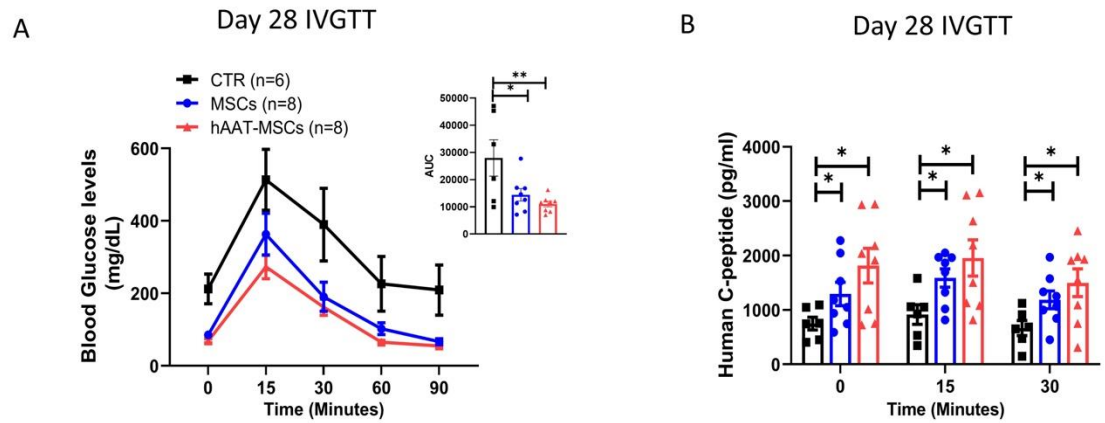 A
Day 28 IVGTT
CTR (n=6)
MSCs (n=8)
hAAT-MSCs (n=8)
Blood Glucose levels
(mg/dL)
600
400
200
0
0 15 30 60 90
Time (Minutes)
AUC
50000
40000
30000
20000
10000
0
**
*
B
Day 28 IVGTT
Human C-peptide (pg/ml)
4000
3000
2000
1000
0
* * *
* * *
0 15 30
Time (Minutes)